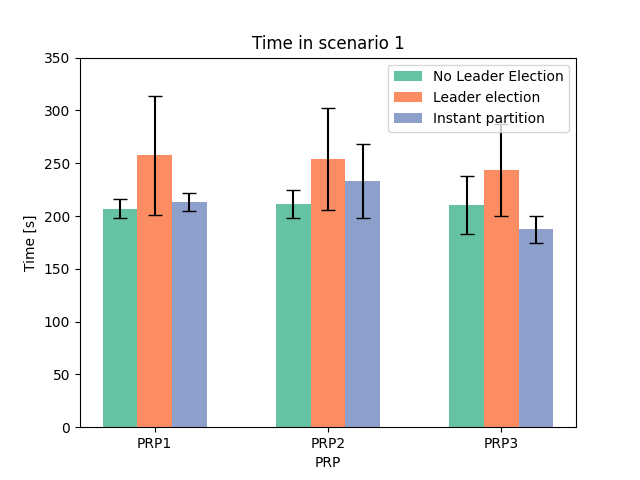 Time in scenario 1
No Leader Election
Leader election
Instant partition
350
300
250
200
150
100
50
0
Time [s]
PRP1 PRP2 PRP3
PRP